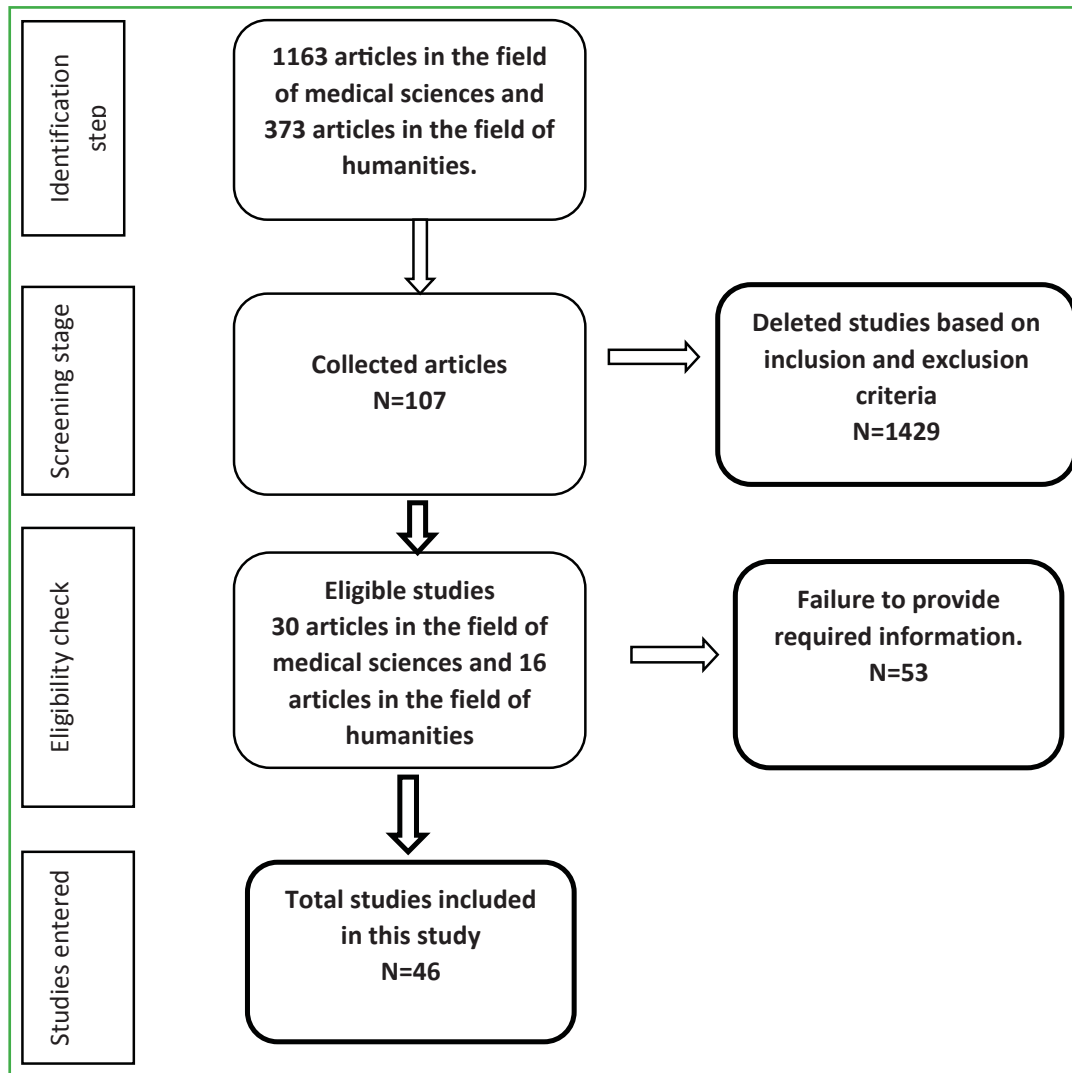 Identification
step
1163 articles in the field
of medical sciences and
373 articles in the field of
humanities.
Screening stage
Collected articles
N=107
Deleted studies based on
inclusion and exclusion
criteria
N=1429
Eligibility check
Eligible studies
30 articles in the field of
medical sciences and 16
articles in the field of
humanities
Failure to provide
required information.
N=53
Studies entered
Total studies included
in this study
N=46